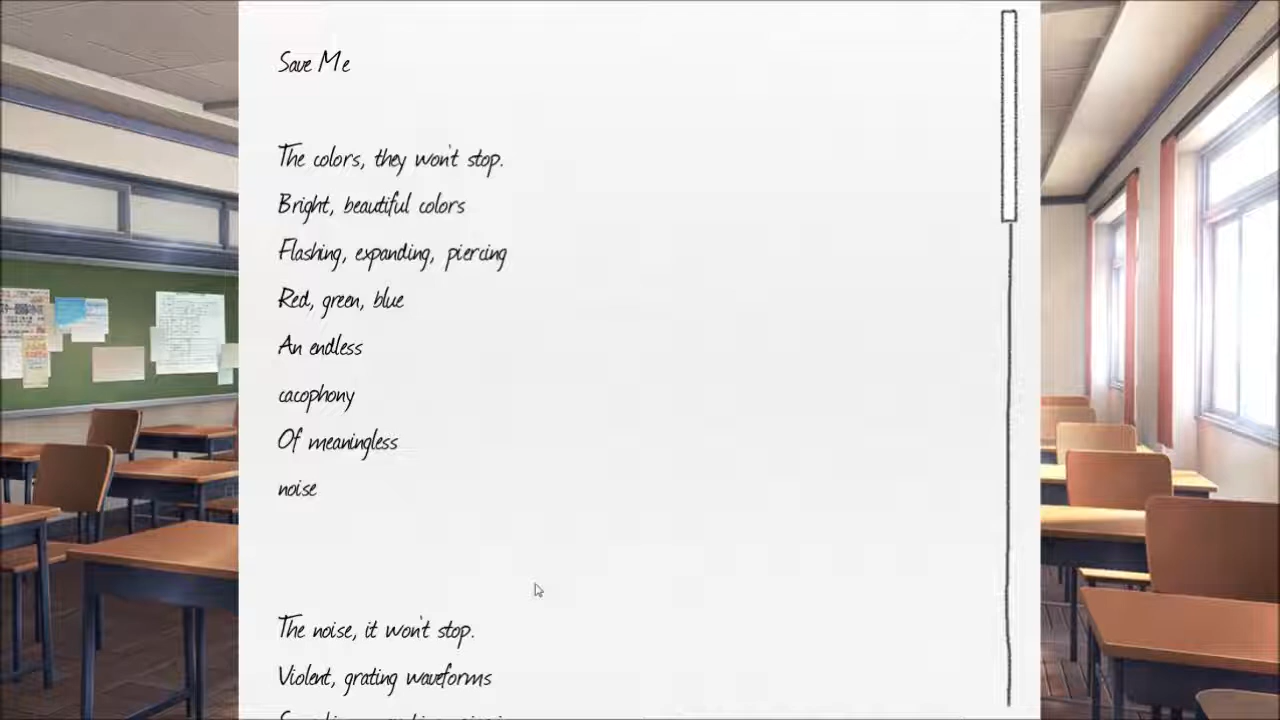 Save Me
The colors, they won't stop.
Bright, beautiful colors
Flashing, expanding, piercing
Red, green, blue
An endless
cacophony
Of meaningless
noise
The noise, it won't stop.
Violent, grating waveforms